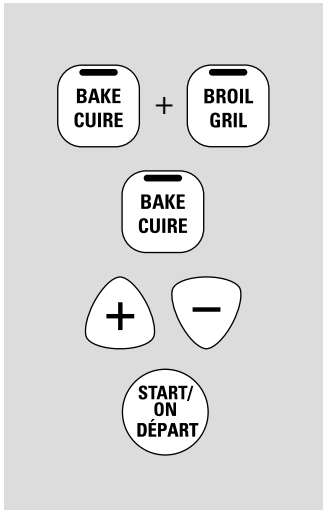 BAKE
CUIRE
+
BROIL
GRIL
BAKE
CUIRE
+
−
START/
ON
DÉPART